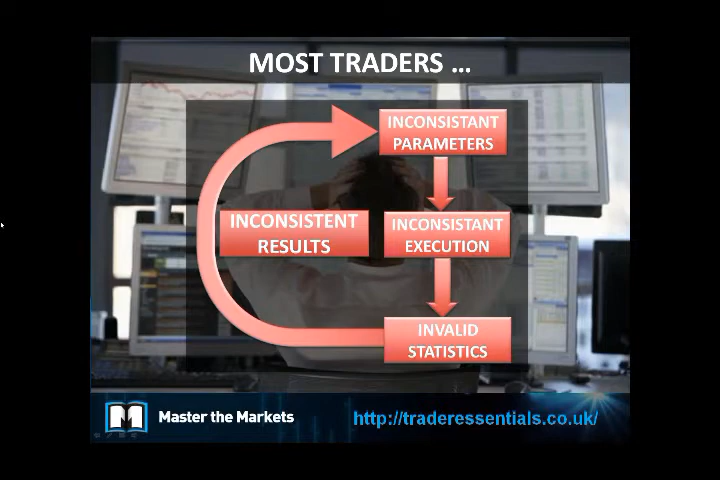 MOST TRADERS ...
INCONSISTANT
PARAMETERS
INCONSISTENT
RESULTS
INCONSISTANT
EXECUTION
INVALID
STATISTICS
Master the Markets
http://traderessentials.co.uk/